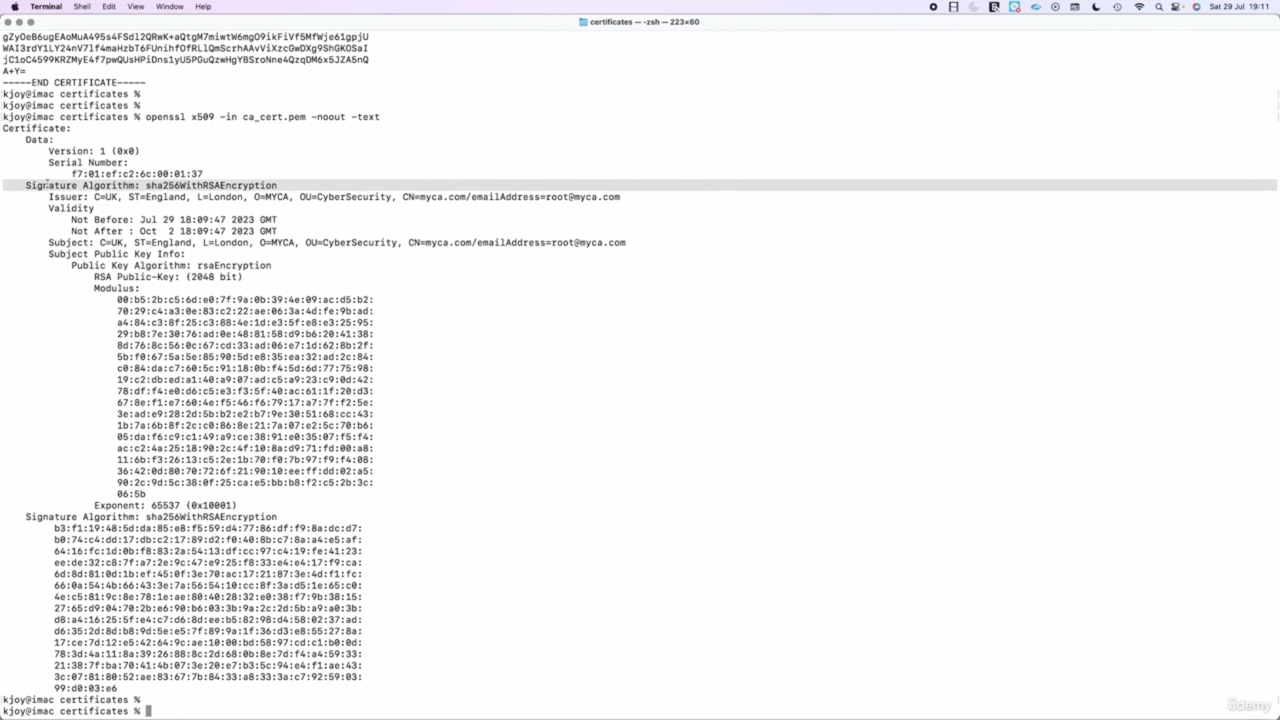 Terminal Shell Edit View Window Help Sat 29 Jul 19:11
certificates — -zsh — 223×60
gZyOeB6ugEAoMuA495s4FSdl2QRwK+aQtgM7miwtW6mgO9ikFiVf5MfWje61gpjU
WAI3rdY1LY24nV7lf4maHzbT6FUnihfOfRLlQmScrhAAvViXzcGwDXg9ShGKOSaI
jC1oC4599KRZMyE4f7pwQUsHPiDns1yU5PGuQzwHgYBSroNne4QzqDM6x5JZA5nQ
A+Y=
-----END CERTIFICATE-----
kjoy@imac certificates %
kjoy@imac certificates %
kjoy@imac certificates % openssl x509 -in ca_cert.pem -noout -text
Certificate:
Data:
Version: 1 (0x0)
Serial Number:
f7:01:ef:c2:6c:00:01:37
Signature Algorithm: sha256WithRSAEncryption
Issuer: C=UK, ST=England, L=London, O=MYCA, OU=CyberSecurity, CN=myca.com/emailAddress=root@myca.com
Validity
Not Before: Jul 29 18:09:47 2023 GMT
Not After : Oct  2 18:09:47 2023 GMT
Subject: C=UK, ST=England, L=London, O=MYCA, OU=CyberSecurity, CN=myca.com/emailAddress=root@myca.com
Subject Public Key Info:
Public Key Algorithm: rsaEncryption
RSA Public-Key: (2048 bit)
Modulus:
00:b5:2b:c5:6d:e0:7f:9a:0b:39:4e:09:ac:d5:b2:
70:29:c4:a3:0e:83:c2:22:ae:06:3a:4d:fe:9b:ad:
a4:84:c3:8f:25:c3:88:4e:1d:e3:5f:e8:e3:25:95:
29:b8:7e:30:76:ad:0e:48:81:58:d9:b6:20:41:38:
8d:76:8c:56:0c:67:cd:33:ad:06:e7:1d:62:8b:2f:
5b:f0:67:5a:5e:85:90:5d:e8:35:ea:32:ad:2c:84:
c0:84:da:c7:60:5c:91:18:0b:f4:5d:6d:77:75:98:
19:c2:db:ed:a1:40:a9:07:ad:c5:a9:23:c9:0d:42:
78:df:f4:e0:d6:c5:e3:f3:5f:40:ac:61:1f:20:d3:
67:8e:f1:e7:60:4e:f5:46:f6:79:17:a7:7f:f2:5e:
3e:ad:e9:28:2d:5b:b2:e2:b7:9e:30:51:68:cc:43:
1b:7a:6b:8f:2c:c0:86:8e:21:7a:07:e2:5c:70:b6:
05:da:f6:c9:c1:49:a9:ce:38:91:e0:35:07:f5:f4:
ac:c2:4a:25:18:90:2c:4f:10:8a:d9:71:fd:00:a8:
11:6b:f3:26:13:c5:2e:1b:70:f0:7b:97:f9:f4:08:
36:42:0d:80:70:72:6f:21:90:10:ee:ff:dd:02:a5:
90:2c:9d:5c:38:0f:25:ca:e5:bb:b8:f2:c5:2b:3c:
06:5b
Exponent: 65537 (0x10001)
Signature Algorithm: sha256WithRSAEncryption
b3:f1:19:48:5d:da:85:e8:f5:59:d4:77:86:df:f9:8a:dc:d7:
b0:74:c4:dd:17:db:c2:17:89:d2:f0:40:8b:c7:8a:a4:e5:af:
64:16:fc:1d:0b:f8:83:2a:54:13:df:cc:97:c4:19:fe:41:23:
ee:de:32:c8:7f:a7:2e:9c:47:e9:25:f8:33:e4:e4:17:f9:ca:
6d:8d:81:0d:1b:ef:45:0f:3e:70:ac:17:21:87:3e:4d:f1:fc:
66:0a:54:4b:66:43:3e:7a:56:54:10:cc:8f:3a:d5:1e:65:c0:
4e:c5:81:9c:8e:78:1e:ae:80:40:28:32:e0:38:f7:9b:38:15:
27:65:d9:04:70:2b:e6:90:b6:03:3b:9a:2c:2d:5b:a9:a0:3b:
d8:a4:16:25:5f:e4:c7:d6:8d:ee:b5:82:98:d4:58:02:37:ad:
d6:35:2d:8d:b8:9d:5e:e5:7f:89:9a:1f:36:d3:e8:55:27:8a:
17:ce:7d:12:e5:42:64:9c:ae:10:00:bd:58:97:cd:c1:b0:0d:
78:3d:4a:11:8a:39:26:88:8c:2d:68:0b:8e:7d:f4:a4:59:33:
21:38:7f:ba:70:41:4b:07:3e:20:e7:b3:5c:94:e4:f1:ae:43:
3c:07:81:80:52:ae:83:67:7b:84:33:a8:33:3a:c7:92:59:03:
99:d0:03:e6
kjoy@imac certificates %
kjoy@imac certificates %
ûdemy